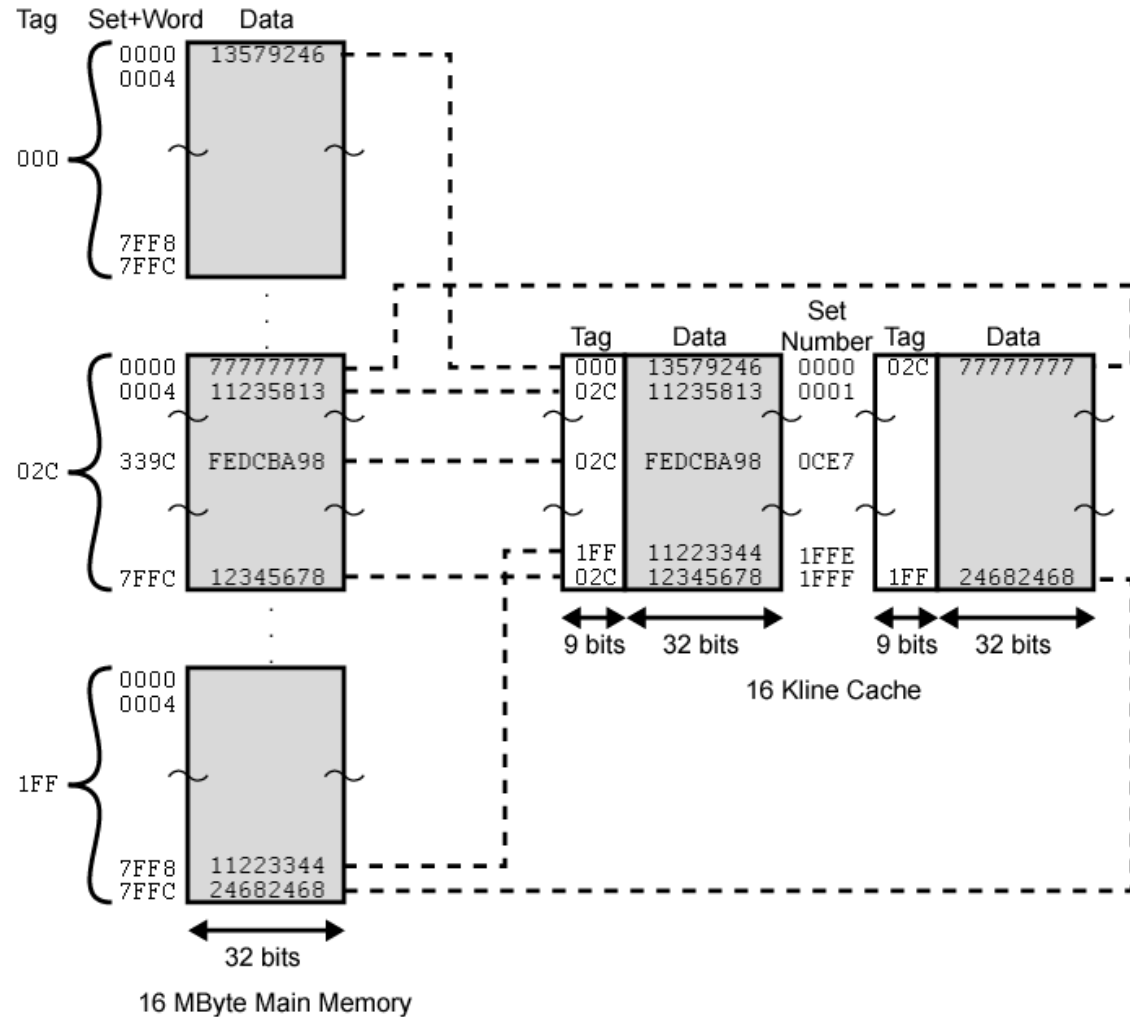 Tag Set+Word Data
0000 13579246
0004
000
7FF8
7FFC
0000 77777777
0004 11235813
02C
339C FEDCBA98
7FFC 12345678
0000
0004
1FF
7FF8 11223344
7FFC 24682468
32 bits
16 MByte Main Memory
Set
Tag Data Number Tag Data
000 13579246 0000 02C 77777777
02C 11235813 0001
02C FEDCBA98 0CE7
1FF 11223344 1FFE
02C 12345678 1FFF 1FF 24682468
9 bits 32 bits 9 bits 32 bits
16 Kline Cache